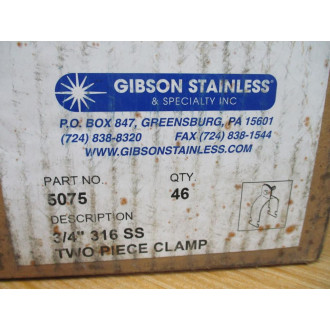 GIBSON STAINLESS®
& SPECIALTY INC
P.O. BOX 847, GREENSBURG, PA 15601
(724) 838-8320 FAX (724) 838-1544
WWW.GIBSONSTAINLESS.COM
PART NO. QTY
5075 46
DESCRIPTION
3/4" 316 SS
TWO PIECE CLAMP